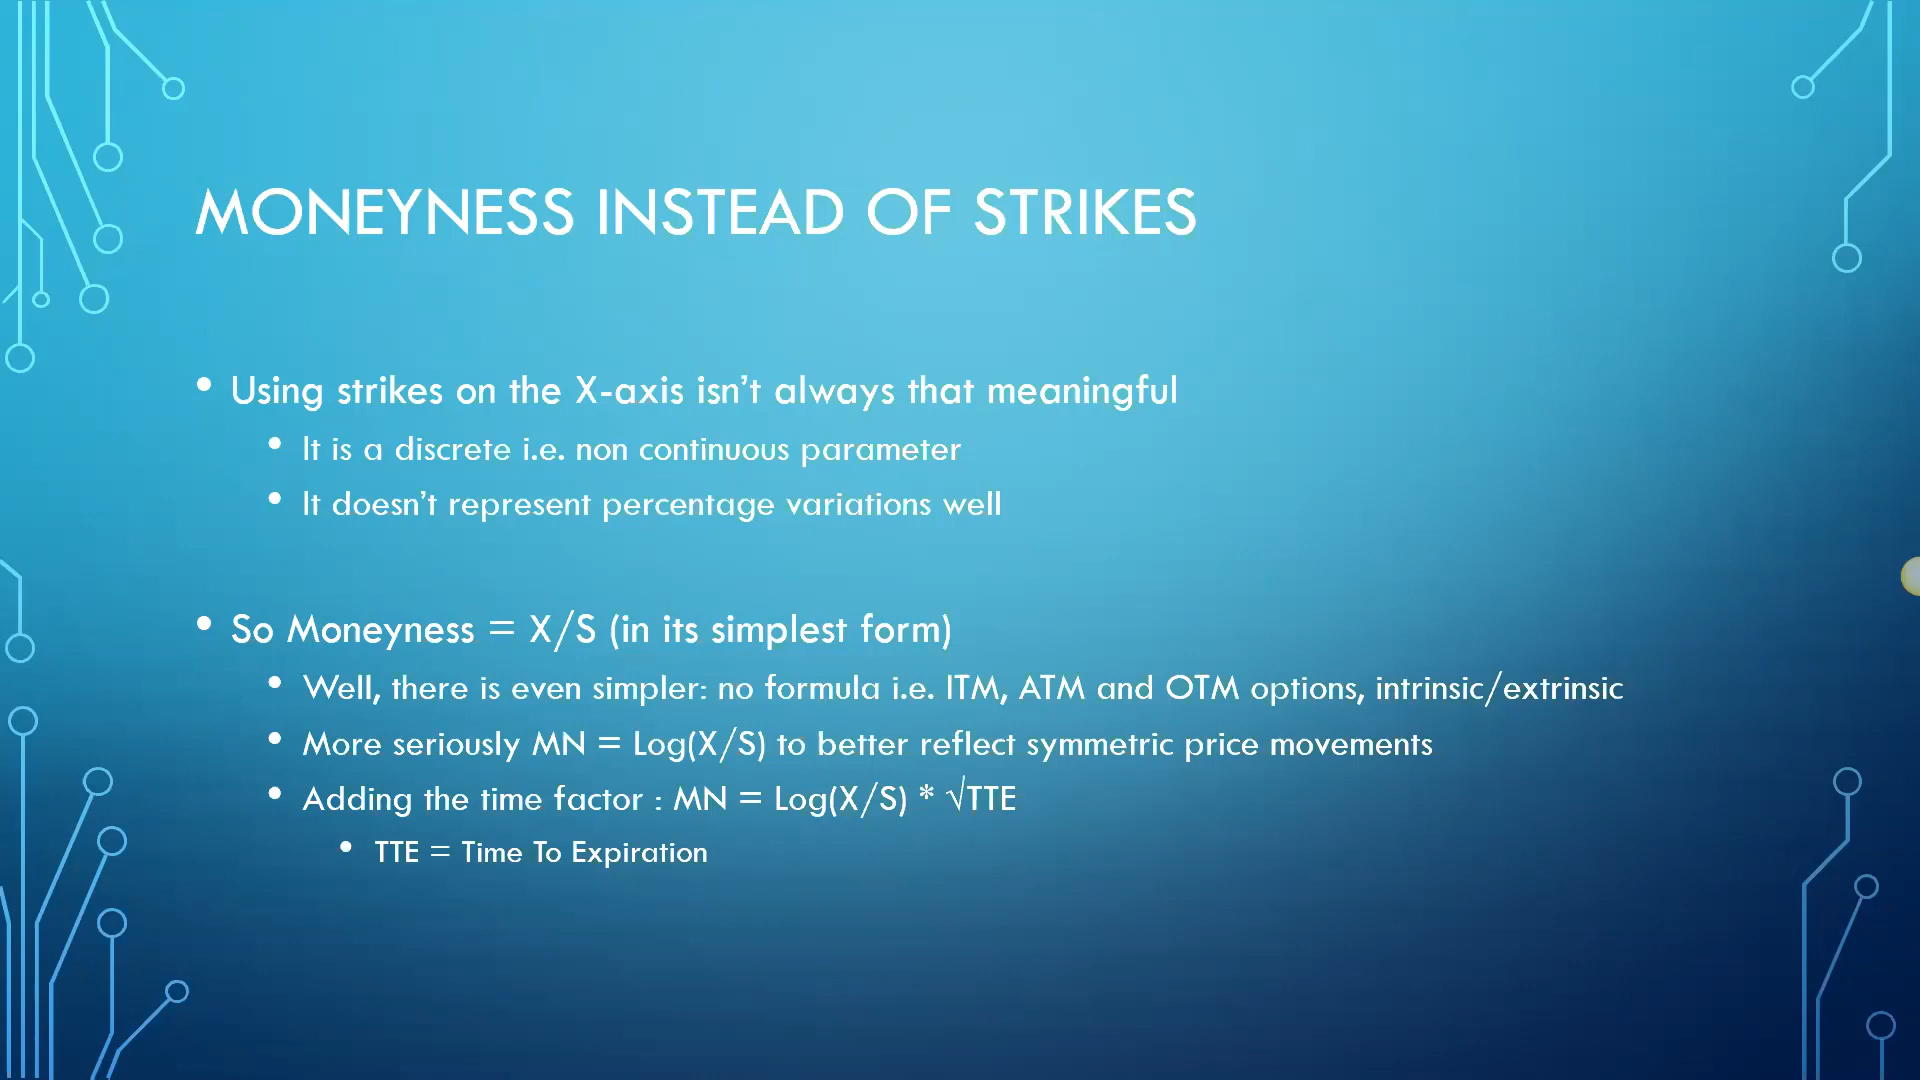 MONEYNESS INSTEAD OF STRIKES
• Using strikes on the X-axis isn’t always that meaningful
• It is a discrete i.e. non continuous parameter
• It doesn’t represent percentage variations well
• So Moneyness = X/S (in its simplest form)
• Well, there is even simpler: no formula i.e. ITM, ATM and OTM options, intrinsic/extrinsic
• More seriously MN = Log(X/S) to better reflect symmetric price movements
• Adding the time factor : MN = Log(X/S) * √TTE
• TTE = Time To Expiration